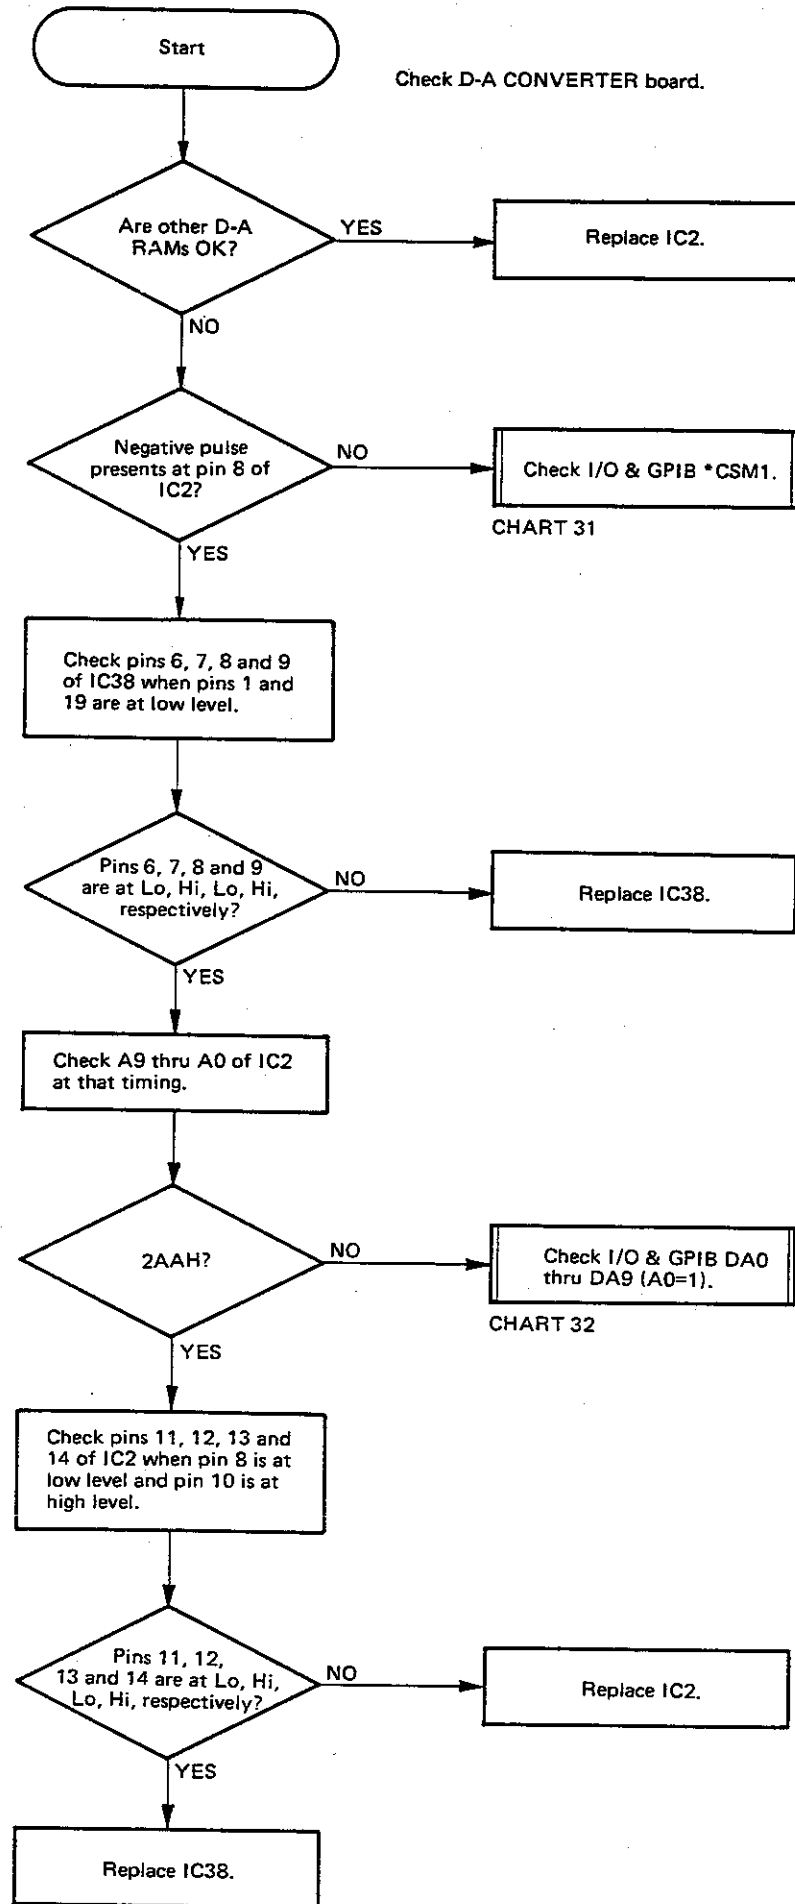 Start
Check D-A CONVERTER board.
Are other D-A
RAMs OK?
YES
Replace IC2.
NO
Negative pulse
presents at pin 8 of
IC2?
NO
Check I/O & GPIB *CSM1.
CHART 31
YES
Check pins 6, 7, 8 and 9
of IC38 when pins 1 and
19 are at low level.
Pins 6, 7, 8 and 9
are at Lo, Hi, Lo, Hi,
respectively?
NO
Replace IC38.
YES
Check A9 thru A0 of IC2
at that timing.
2AAH?
NO
Check I/O & GPIB DA0
thru DA9 (A0=1).
CHART 32
YES
Check pins 11, 12, 13 and
14 of IC2 when pin 8 is at
low level and pin 10 is at
high level.
Pins 11, 12,
13 and 14 are at Lo, Hi,
Lo, Hi, respectively?
NO
Replace IC2.
YES
Replace IC38.